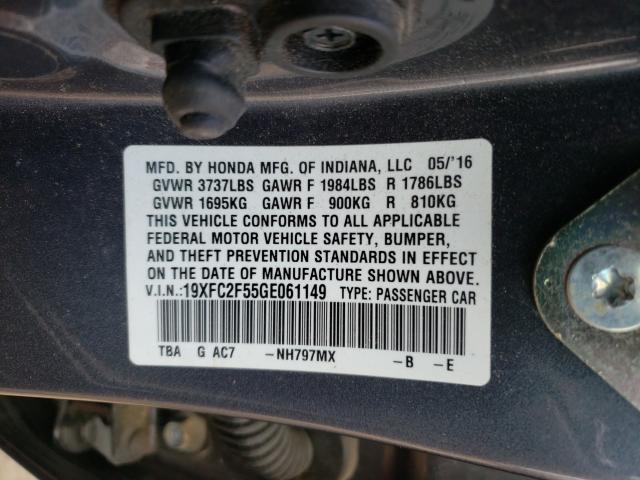 MFD. BY HONDA MFG. OF INDIANA, LLC 05/'16
GVWR 3737LBS GAWR F 1984LBS R 1786LBS
GVWR 1695KG GAWR F 900KG R 810KG
THIS VEHICLE CONFORMS TO ALL APPLICABLE
FEDERAL MOTOR VEHICLE SAFETY, BUMPER,
AND THEFT PREVENTION STANDARDS IN EFFECT
ON THE DATE OF MANUFACTURE SHOWN ABOVE.
V.I.N.:19XFC2F55GE061149 TYPE: PASSENGER CAR
TBA G AC7 -NH797MX -B -E